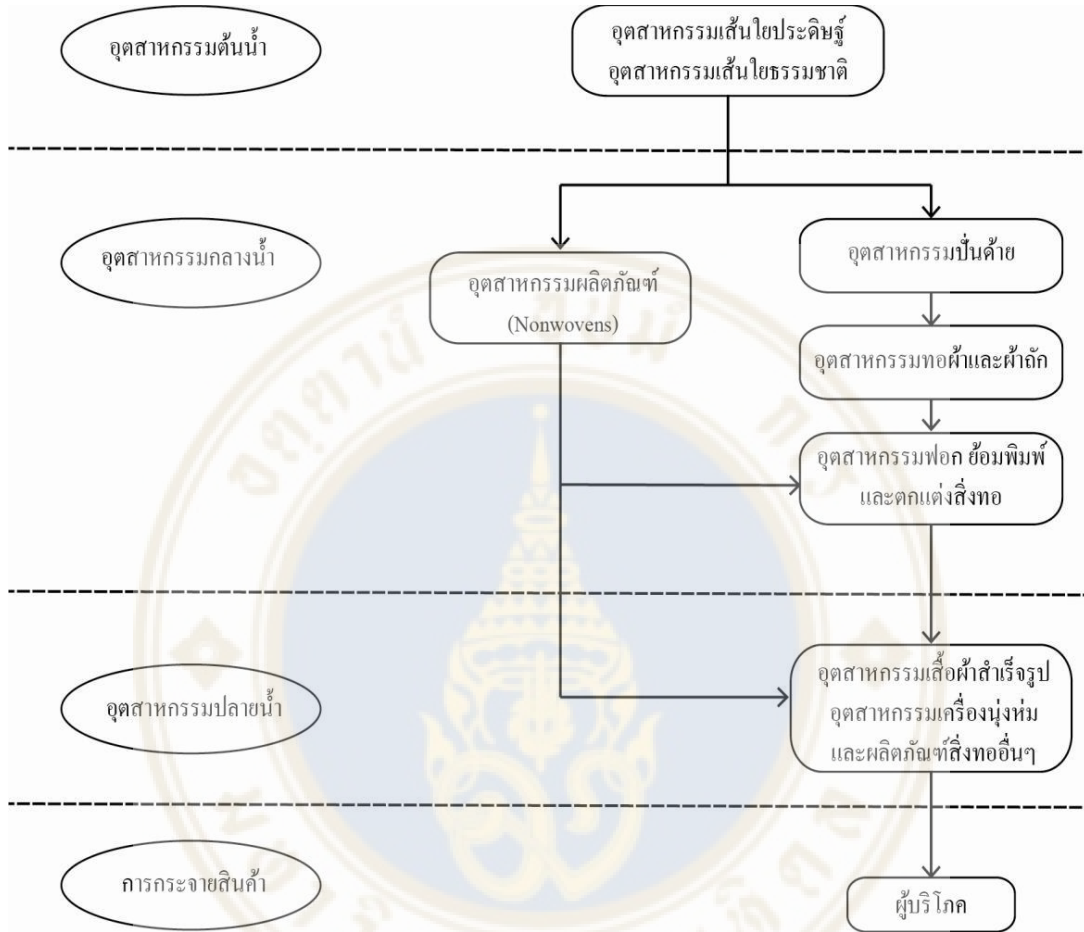 อุตสาหกรรมต้นน้ำ
อุตสาหกรรมเส้นใยประดิษฐ์
อุตสาหกรรมเส้นใยธรรมชาติ
อุตสาหกรรมกลางน้ำ
อุตสาหกรรมผลิตภัณฑ์
(Nonwovens)
อุตสาหกรรมปั่นด้าย
อุตสาหกรรมทอผ้าและผ้าถัก
อุตสาหกรรมฟอก ย้อมพิมพ์
และตกแต่งสิ่งทอ
อุตสาหกรรมปลายน้ำ
อุตสาหกรรมเสื้อผ้าสำเร็จรูป
อุตสาหกรรมเครื่องนุ่งห่ม
และผลิตภัณฑ์สิ่งทออื่นๆ
การกระจายสินค้า
ผู้บริโภค